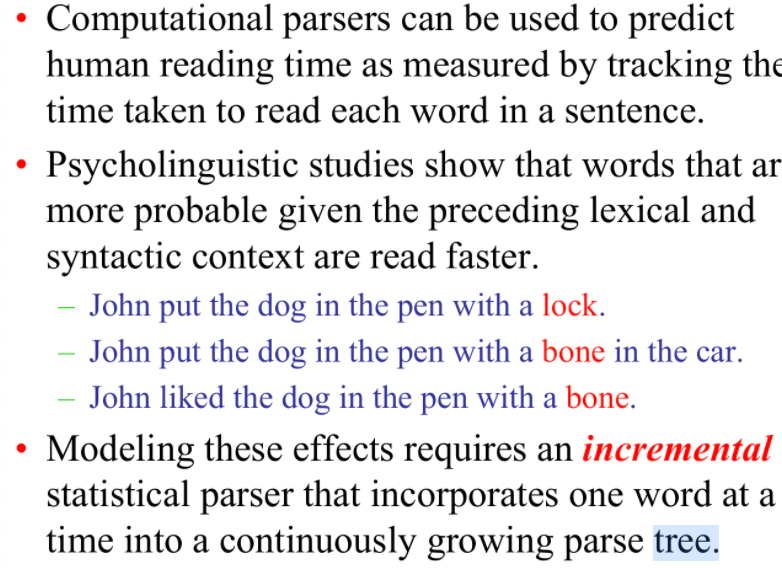 • Computational parsers can be used to predict
human reading time as measured by tracking the
time taken to read each word in a sentence.
• Psycholinguistic studies show that words that ar
more probable given the preceding lexical and
syntactic context are read faster.
– John put the dog in the pen with a lock.
– John put the dog in the pen with a bone in the car.
– John liked the dog in the pen with a bone.
• Modeling these effects requires an incremental
statistical parser that incorporates one word at a
time into a continuously growing parse tree.